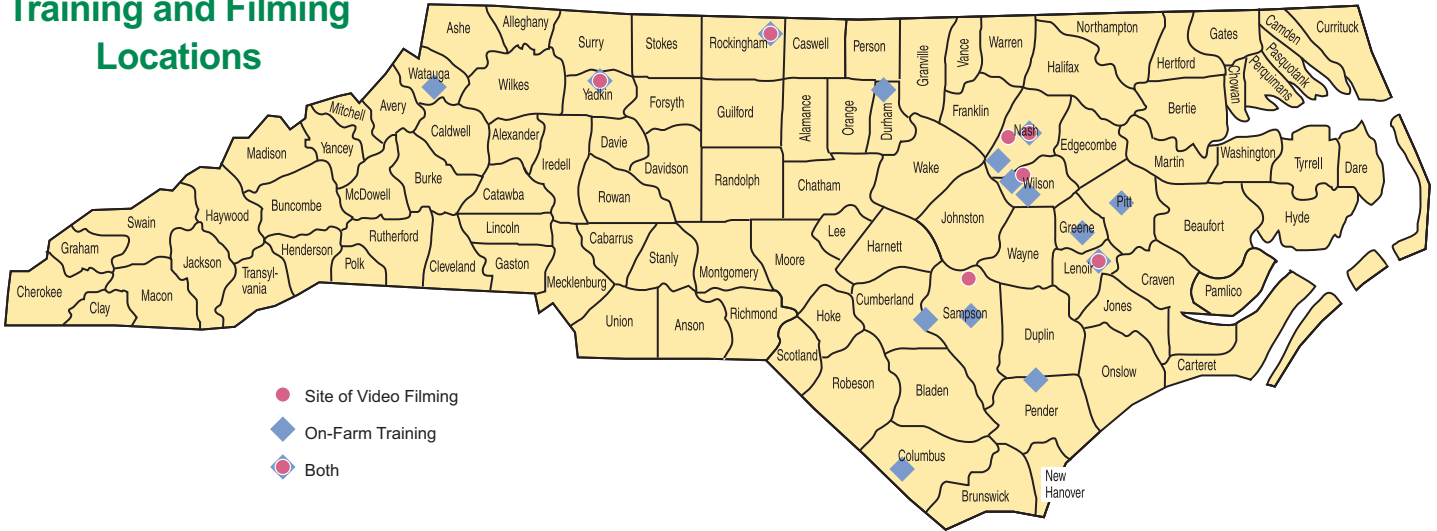 Training and Filming
Locations
Ashe
Alleghany
Surry
Stokes
Rockingham
Caswell
Person
Granville
Vance
Warren
Northampton
Gates
Camden
Currituck
Pasquotank
Perquimans
Chowan
Hertford
Halifax
Bertie
Watauga
Wilkes
Yadkin
Forsyth
Guilford
Alamance
Orange
Durham
Franklin
Nash
Edgecombe
Martin
Washington
Tyrrell
Dare
Mitchell
Avery
Caldwell
Alexander
Iredell
Davie
Davidson
Randolph
Chatham
Wake
Wilson
Pitt
Beaufort
Hyde
Madison
Yancey
McDowell
Burke
Catawba
Rowan
Johnston
Greene
Swain
Haywood
Buncombe
Rutherford
Lincoln
Cabarrus
Stanly
Montgomery
Moore
Lee
Harnett
Wayne
Lenoir
Craven
Pamlico
Graham
Jackson
Henderson
Polk
Cleveland
Gaston
Mecklenburg
Cherokee
Clay
Macon
Transyl-
vania
Union
Anson
Richmond
Hoke
Scotland
Cumberland
Sampson
Duplin
Jones
Carteret
Onslow
Robeson
Bladen
Pender
Columbus
Brunswick
New
Hanover
Site of Video Filming
On-Farm Training
Both